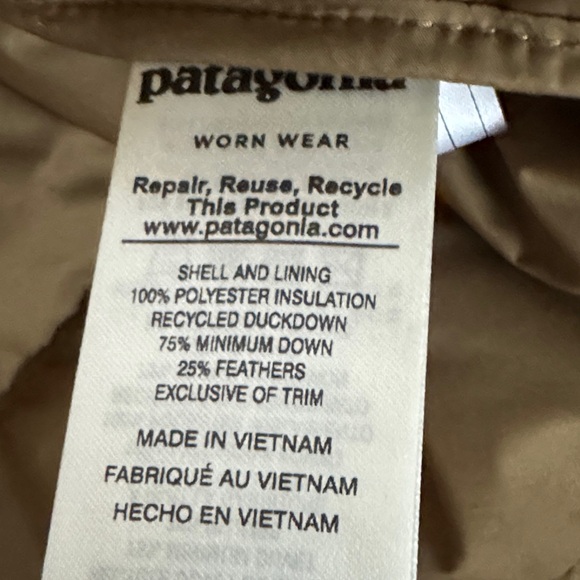 patagonia
WORN WEAR
Repair, Reuse, Recycle
This Product
www.patagonia.com
SHELL AND LINING
100% POLYESTER INSULATION
RECYCLED DUCKDOWN
75% MINIMUM DOWN
25% FEATHERS
EXCLUSIVE OF TRIM
MADE IN VIETNAM
FABRIQUÉ AU VIETNAM
HECHO EN VIETNAM